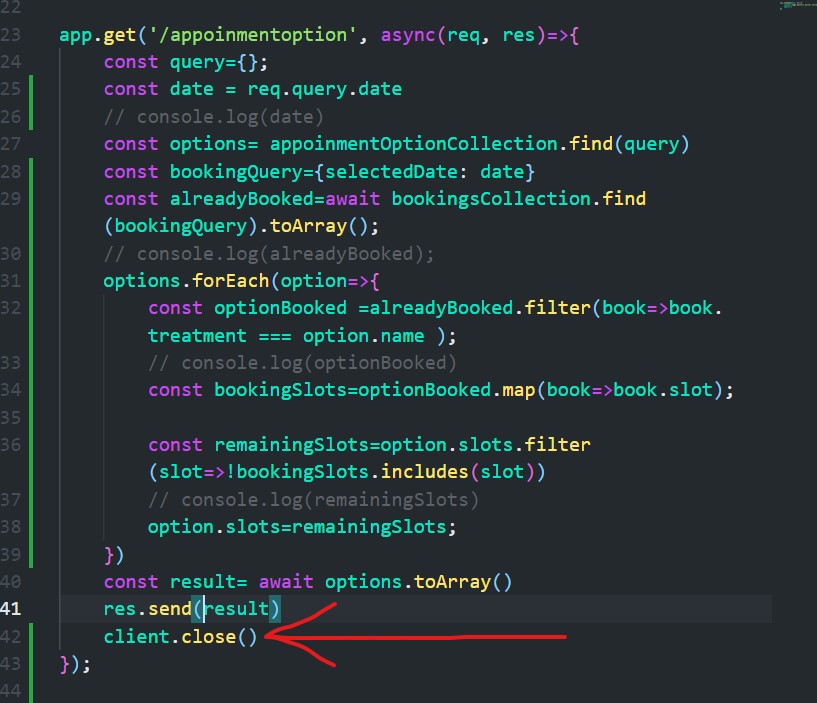 22
23 app.get('/appoinmentoption', async(req, res)=>{
24 const query={};
25 const date = req.query.date
26 // console.log(date)
27 const options= appoinmentOptionCollection.find(query)
28 const bookingQuery={selectedDate: date}
29 const alreadyBooked=await bookingsCollection.find
(bookingQuery).toArray();
30 // console.log(alreadyBooked);
31 options.forEach(option=>{
32 const optionBooked =alreadyBooked.filter(book=>book.
treatment === option.name );
33 // console.log(optionBooked)
34 const bookingSlots=optionBooked.map(book=>book.slot);
35
36 const remainingSlots=option.slots.filter
(slot=>!bookingSlots.includes(slot))
37 // console.log(remainingSlots)
38 option.slots=remainingSlots;
39 })
40 const result= await options.toArray()
41 res.send(result)
42 client.close()
43 });
44